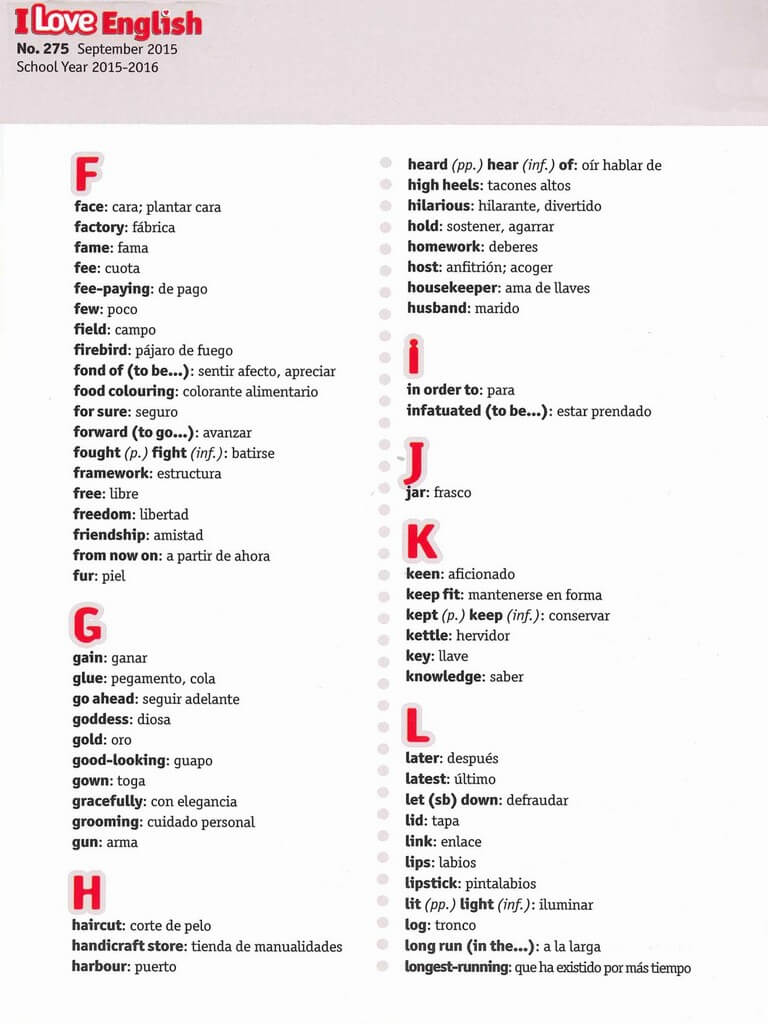 I Love English
No. 275 September 2015
School Year 2015-2016
F
face: cara; plantar cara
factory: fábrica
fame: fama
fee: cuota
fee-paying: de pago
few: poco
field: campo
firebird: pájaro de fuego
fond of (to be...): sentir afecto, apreciar
food colouring: colorante alimentario
for sure: seguro
forward (to go...): avanzar
fought (p.) fight (inf.): batirse
framework: estructura
free: libre
freedom: libertad
friendship: amistad
from now on: a partir de ahora
fur: piel
G
gain: ganar
glue: pegamento, cola
go ahead: seguir adelante
goddess: diosa
gold: oro
good-looking: guapo
gown: toga
gracefully: con elegancia
grooming: cuidado personal
gun: arma
H
haircut: corte de pelo
handicraft store: tienda de manualidades
harbour: puerto
heard (pp.) hear (inf.) of: oír hablar de
high heels: tacones altos
hilarious: hilarante, divertido
hold: sostener, agarrar
homework: deberes
host: anfitrión; acoger
housekeeper: ama de llaves
husband: marido
i
in order to: para
infatuated (to be...): estar prendado
J
jar: frasco
K
keen: aficionado
keep fit: mantenerse en forma
kept (p.) keep (inf.): conservar
kettle: hervidor
key: llave
knowledge: saber
L
later: después
latest: último
let (sb) down: defraudar
lid: tapa
link: enlace
lips: labios
lipstick: pintalabios
lit (pp.) light (inf.): iluminar
log: tronco
long run (in the...): a la larga
longest-running: que ha existido por más tiempo